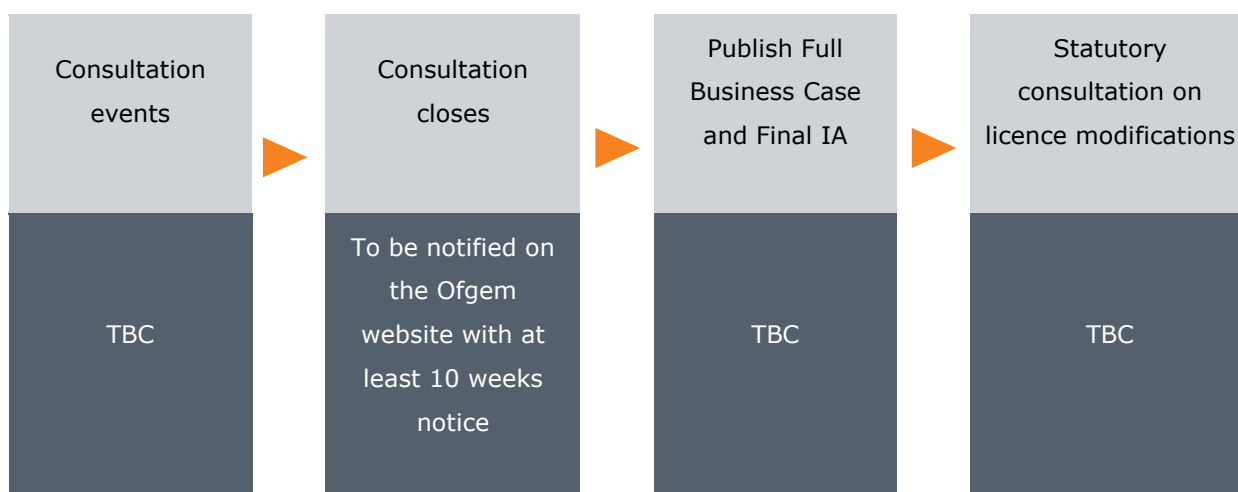 Consultation
events
TBC
Consultation
closes
To be notified on
the Ofgem
website with at
least 10 weeks
notice
Publish Full
Business Case
and Final IA
TBC
Statutory
consultation on
licence modifications
TBC